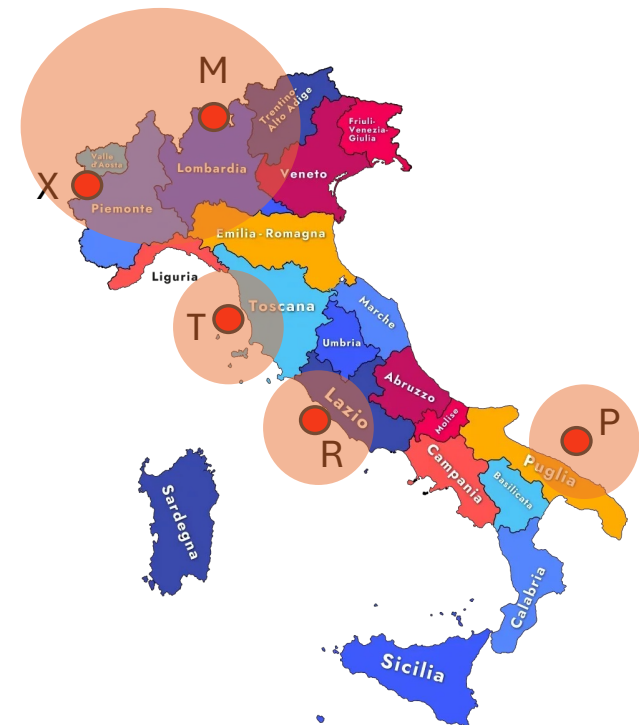 M
Trentino-
Alto Adige
Friuli-
Venezia-
Giulia
Valle
d'Aosta
Lombardia
Veneto
X
Piemonte
Emilia-Romagna
Liguria
Toscana
Marche
T
Umbria
Abruzzo
Lazio
Molise
P
R
Puglia
Campania
Basilicata
Sardegna
Calabria
Sicilia